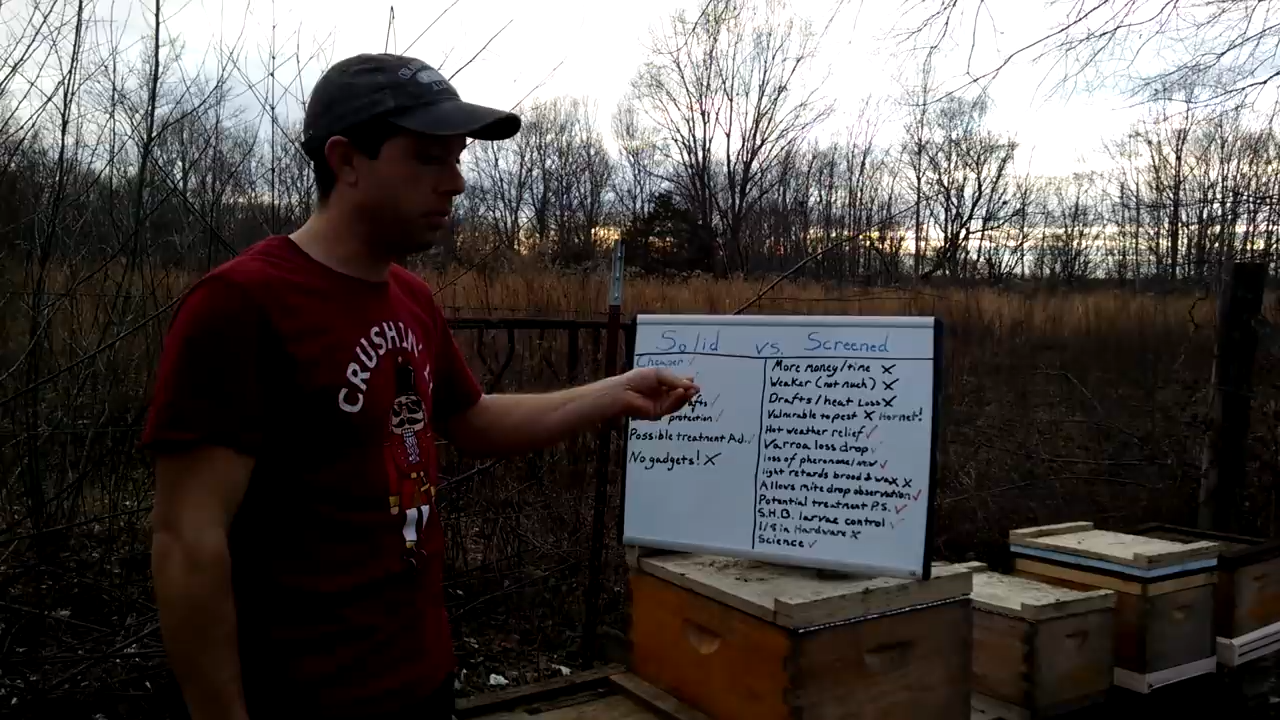 CRUSHIN
Solid vs. Screened
Cheaper ✓
protection ✓
Possible treatment Ad. ✓
No gadgets! X
More money/time X
Weaker (not much) X
Drafts/heat Loss X
Vulnerable to pest X Hornet!
Hot weather relief ✓
Varroa loss drop ✓
loss of pheromone/
light retards brood & wax X
Allows mite drop observation ✓
Potential treatment P.S. ✓
S.H.B. larvae control ✓
1/8 in Hardware X
Science ✓